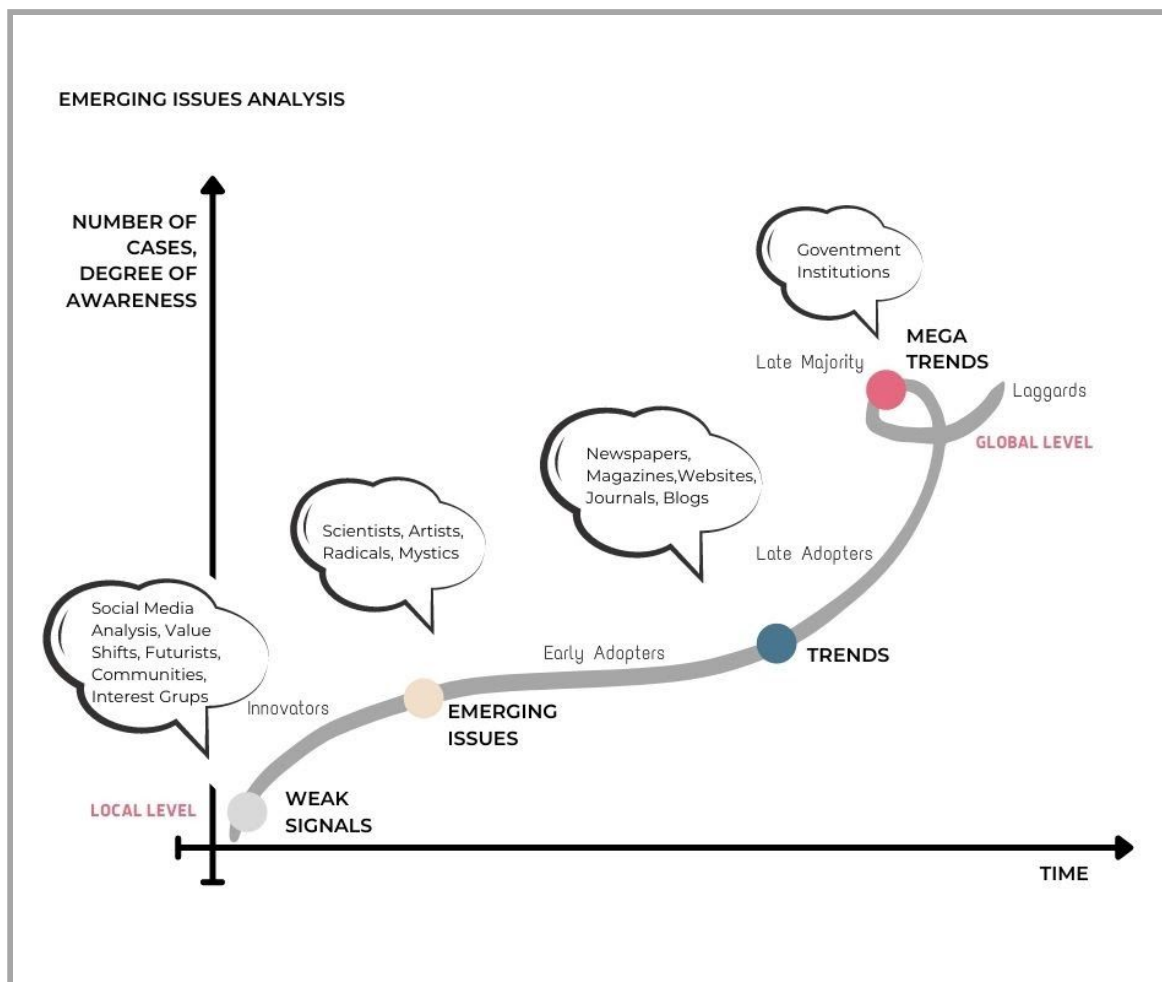 EMERGING ISSUES ANALYSIS
NUMBER OF
CASES,
DEGREE OF
AWARENESS
Goventment
Institutions
MEGA
TRENDS
Late Majority
Laggards
GLOBAL LEVEL
Newspapers,
Magazines,Websites,
Journals, Blogs
Scientists, Artists,
Radicals, Mystics
Late Adopters
Social Media
Analysis, Value
Shifts, Futurists,
Communities,
Interest Grups
Early Adopters
TRENDS
Innovators
EMERGING
ISSUES
LOCAL LEVEL
WEAK
SIGNALS
TIME